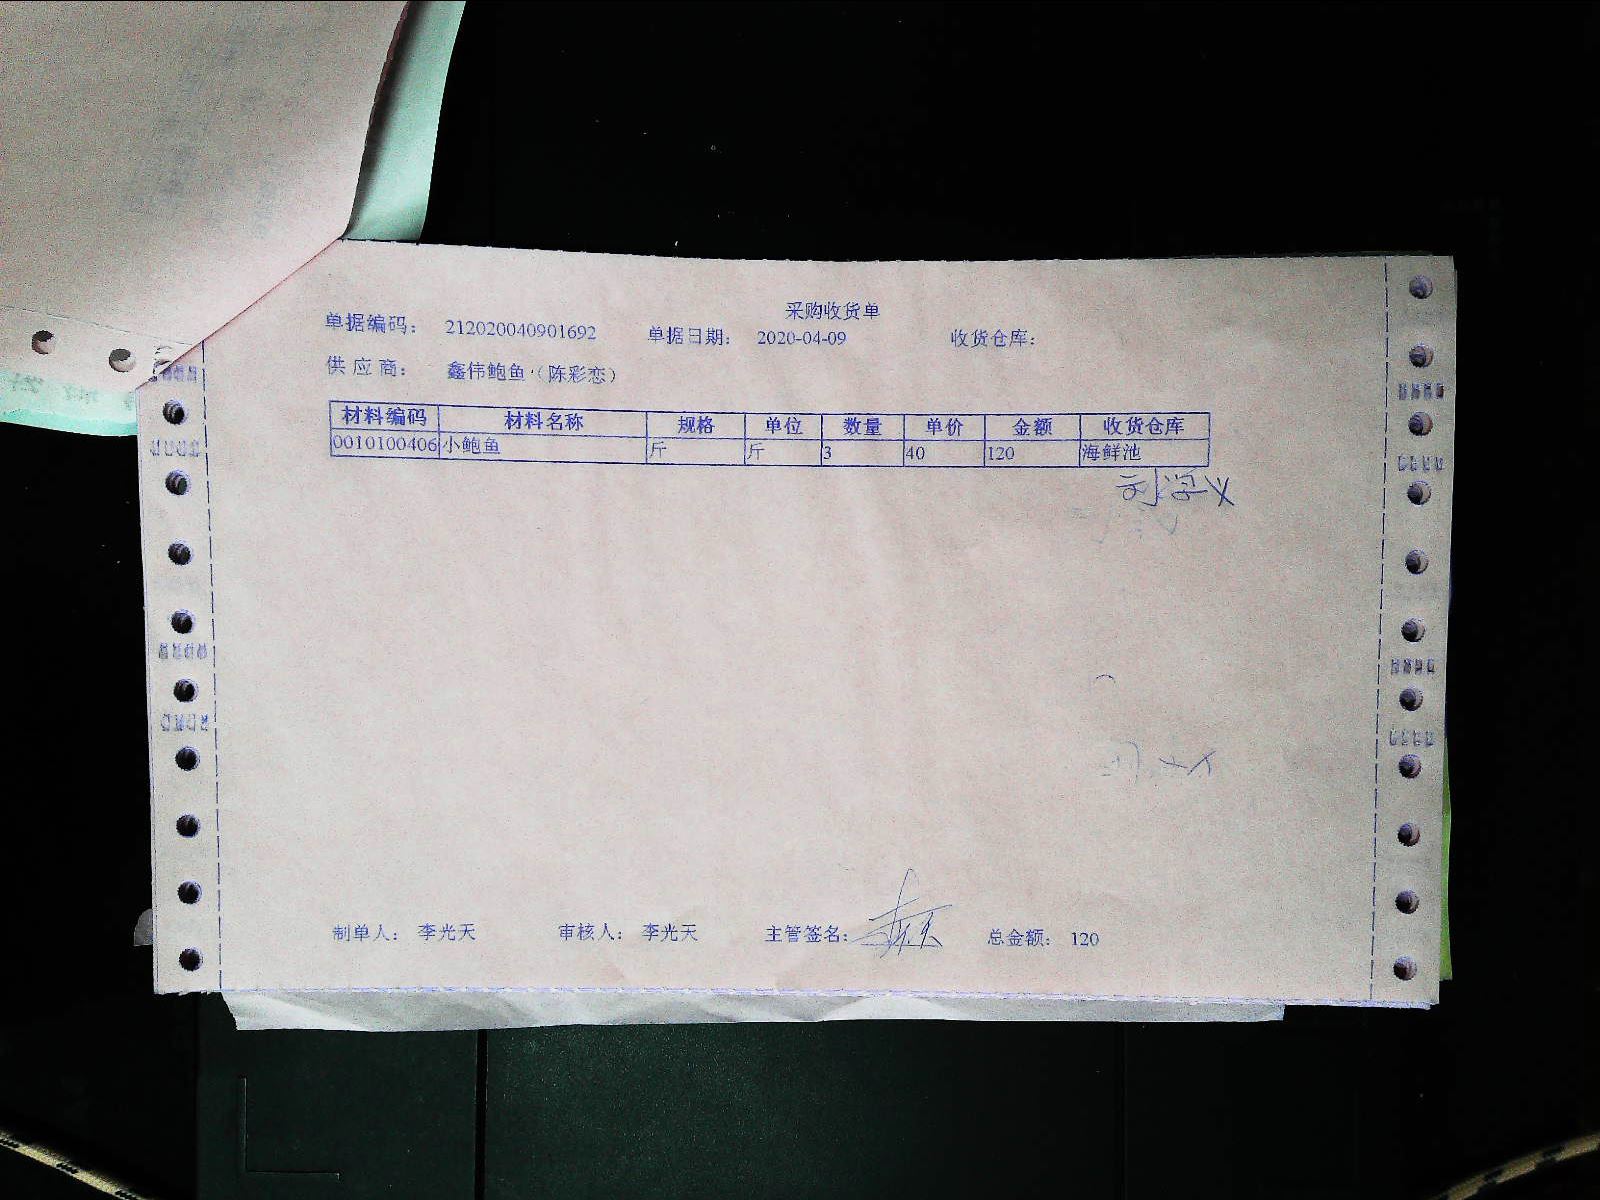 采购收货单
单据编码： 212020040901692 单据日期： 2020-04-09 收货仓库：
供应商： 鑫伟鲍鱼（陈彩恋）
材料编码 材料名称 规格 单位 数量 单价 金额 收货仓库
0010100406 小鲍鱼 斤 斤 3 40 120 海鲜池
制单人： 李光天 审核人： 李光天 主管签名： 总金额： 120